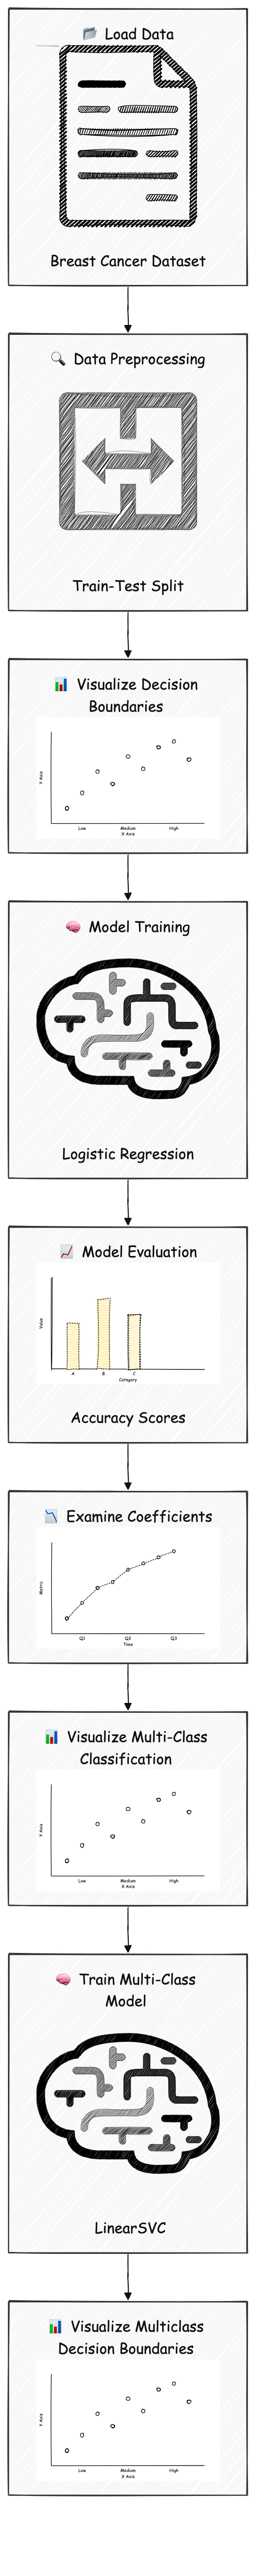 📂 Load Data
Breast Cancer Dataset
🔍 Data Preprocessing
Train-Test Split
📊 Visualize Decision
Boundaries
Y Axis
Low Medium High
X Axis
🧠 Model Training
Logistic Regression
📈 Model Evaluation
Value
A B C
Category
Accuracy Scores
📉 Examine Coefficients
Metric
Q1 Q2 Q3
Time
📊 Visualize Multi-Class
Classification
Y Axis
Low Medium High
X Axis
🧠 Train Multi-Class
Model
LinearSVC
📊 Visualize Multiclass
Decision Boundaries
Y Axis
Low Medium High
X Axis